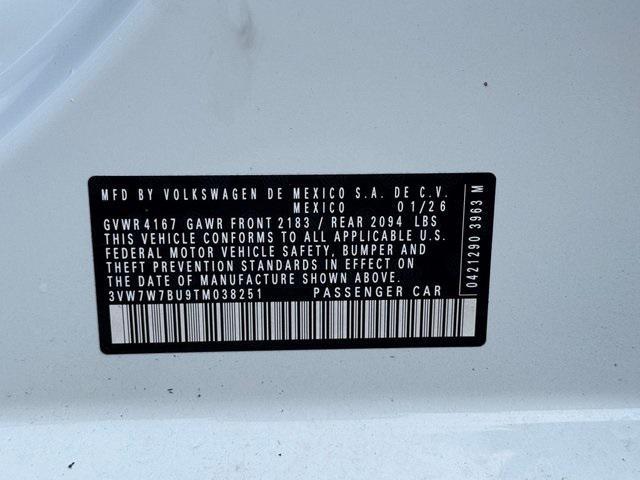 MFD BY VOLKSWAGEN DE MEXICO S.A. DE C.V.
MEXICO 01/26
GVWR 4167 GAWR FRONT 2183 / REAR 2094 LBS
THIS VEHICLE CONFORMS TO ALL APPLICABLE U.S.
FEDERAL MOTOR VEHICLE SAFETY, BUMPER AND
THEFT PREVENTION STANDARDS IN EFFECT ON
THE DATE OF MANUFACTURE SHOWN ABOVE.
3VW7W7BU9TM038251 PASSENGER CAR
0421290 3963 M